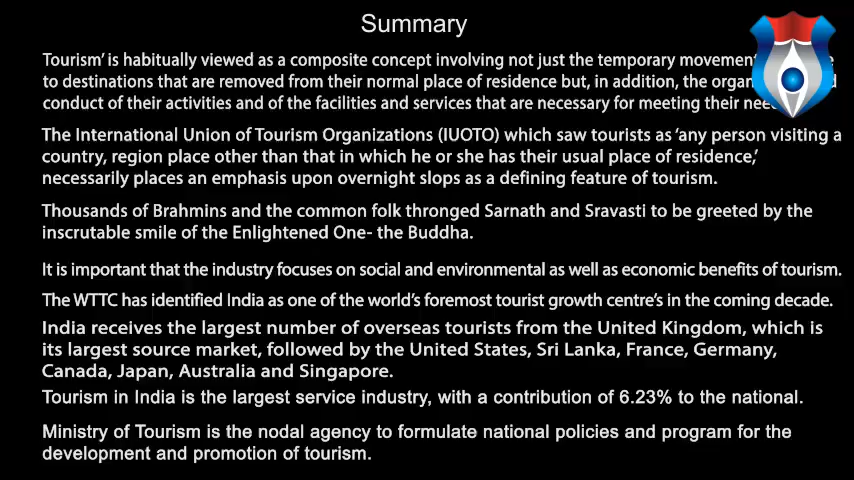 Summary
Tourism' is habitually viewed as a composite concept involving not just the temporary movement
to destinations that are removed from their normal place of residence but, in addition, the organ
conduct of their activities and of the facilities and services that are necessary for meeting their nee
The International Union of Tourism Organizations (IUOTO) which saw tourists as 'any person visiting a
country, region place other than that in which he or she has their usual place of residence,'
necessarily places an emphasis upon overnight slops as a defining feature of tourism.
Thousands of Brahmins and the common folk thronged Sarnath and Sravasti to be greeted by the
inscrutable smile of the Enlightened One- the Buddha.
It is important that the industry focuses on social and environmental as well as economic benefits of tourism.
The WTTC has identified India as one of the world's foremost tourist growth centre's in the coming decade.
India receives the largest number of overseas tourists from the United Kingdom, which is
its largest source market, followed by the United States, Sri Lanka, France, Germany,
Canada, Japan, Australia and Singapore.
Tourism in India is the largest service industry, with a contribution of 6.23% to the national.
Ministry of Tourism is the nodal agency to formulate national policies and program for the
development and promotion of tourism.